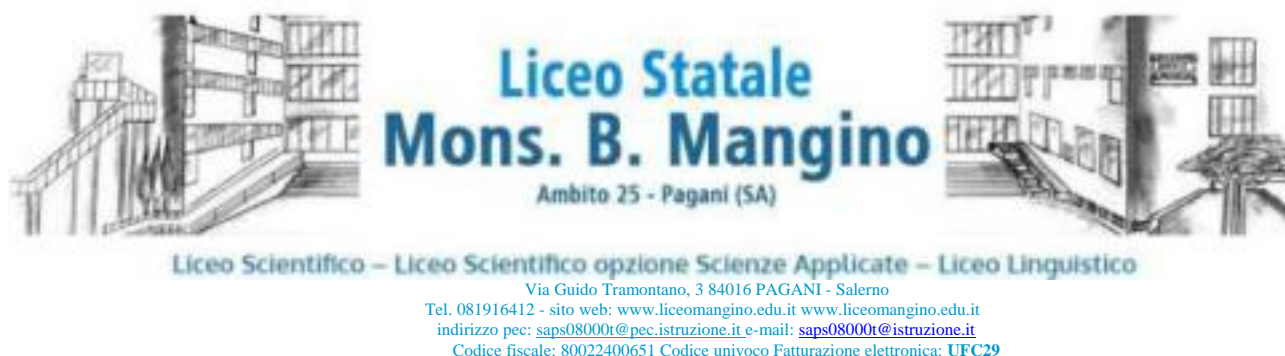 Liceo Statale
Mons. B. Mangino
Ambito 25 - Pagani (SA)
Liceo Scientifico – Liceo Scientifico opzione Scienze Applicate – Liceo Linguistico
Via Guido Tramontano, 3 84016 PAGANI - Salerno
Tel. 081916412 - sito web: www.liceomangino.edu.it www.liceomangino.edu.it
indirizzo pec: saps08000t@pec.istruzione.it e-mail: saps08000t@istruzione.it
Codice fiscale: 80022400651 Codice univoco Fatturazione elettronica: UFC29